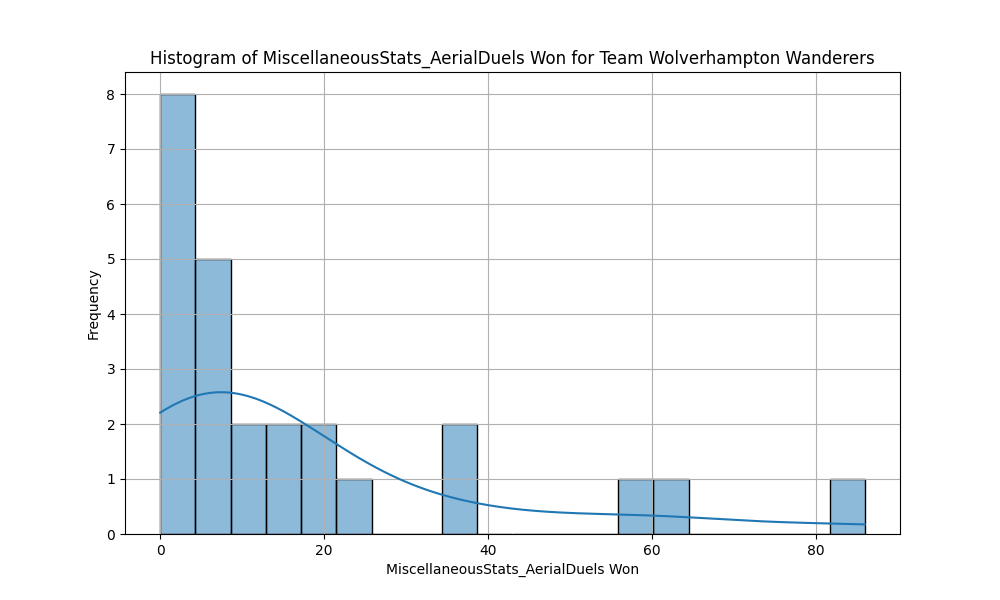 Histogram of MiscellaneousStats_AerialDuels Won for Team Wolverhampton Wanderers
8
7
6
5
4
3
2
1
0
Frequency
0 20 40 60 80
MiscellaneousStats_AerialDuels Won